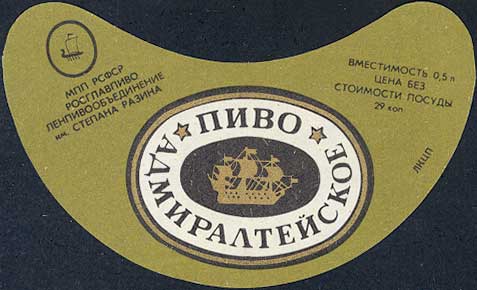 МПП РСФСР
РОСГЛАВПИВО
ЛЕНПИВООБЪЕДИНЕНИЕ
им. СТЕПАНА РАЗИНА
ПИВО
АДМИРАЛТЕЙСКОЕ
ВМЕСТИМОСТЬ 0,5 л
ЦЕНА БЕЗ
СТОИМОСТИ ПОСУДЫ
29 коп
ЛКЦП